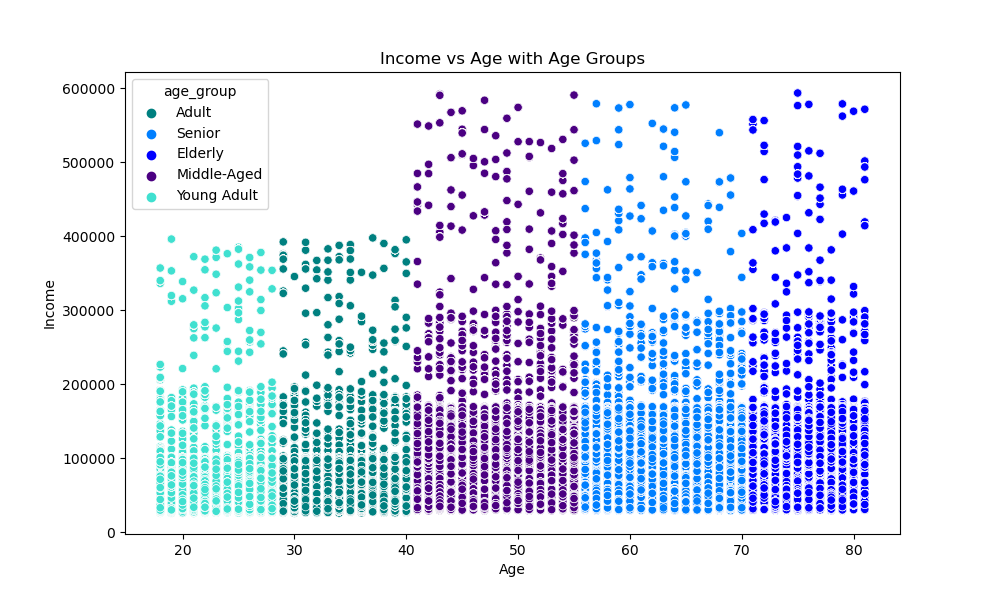 Income vs Age with Age Groups
age_group
Adult
Senior
Elderly
Middle-Aged
Young Adult
600000
500000
400000
300000
200000
100000
0
Income
20 30 40 50 60 70 80
Age